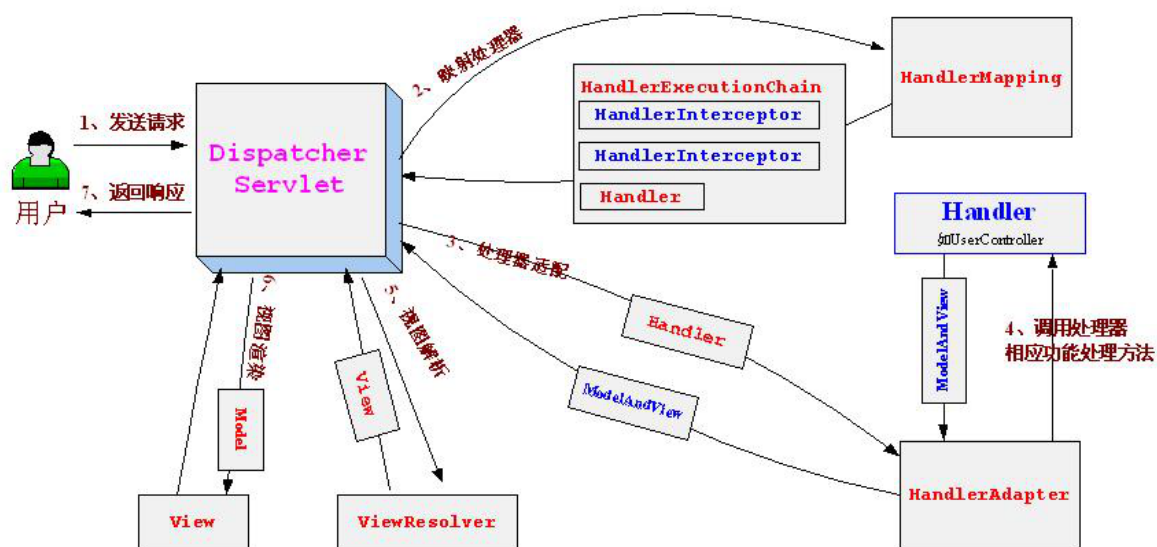 2、映射处理器
HandlerMapping
HandlerExecutionChain
HandlerInterceptor
HandlerInterceptor
Handler
1、发送请求
Dispatcher
Servlet
7、返回响应
用户
Handler
如UserController
3、处理器适配
Handler
ModelAndView
ModelAndView
4、调用处理器
相应功能处理方法
HandlerAdapter
6、视图渲染
Model
View
5、视图解析
View
ViewResolver